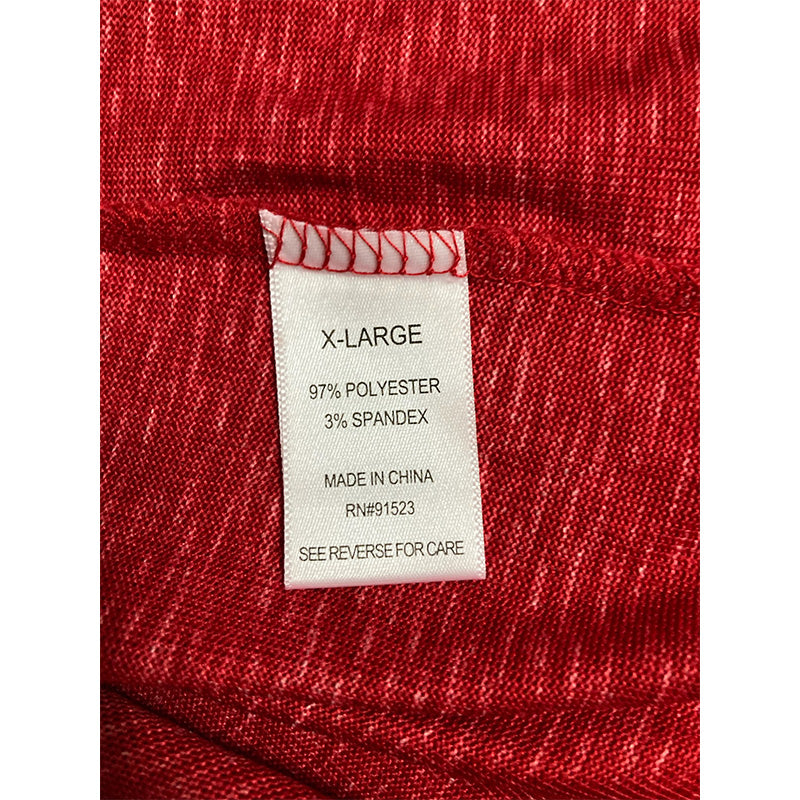 X-LARGE
97% POLYESTER
3% SPANDEX
MADE IN CHINA
RN#91523
SEE REVERSE FOR CARE